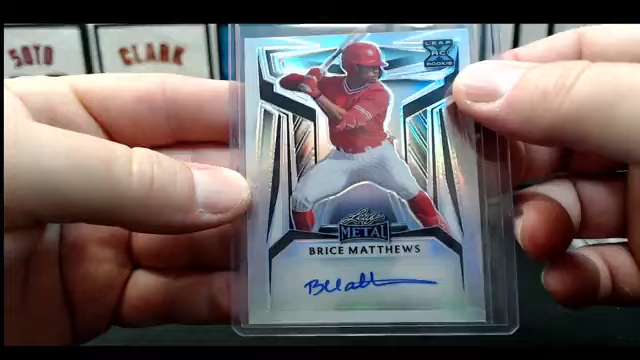 SOTO
CLARK
LEAF
RC
ROOKIE
Leaf
METAL
BRICE MATTHEWS